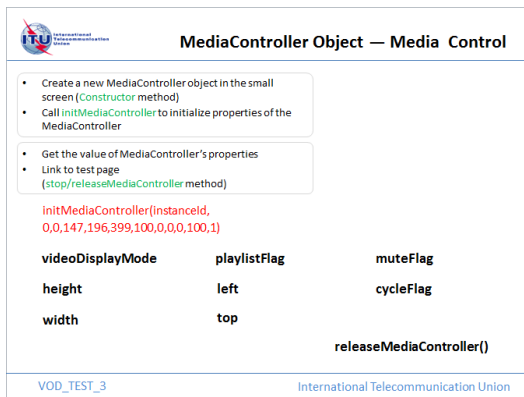 ITU International
Telecommunication
Union
MediaController Object — Media Control
• Create a new MediaController object in the small
screen (Constructor method)
• Call initMediaController to initialize properties of the
MediaController
• Get the value of MediaController's properties
• Link to test page
(stop/releaseMediaController method)
initMediaController(instanceId,
0,0,147,196,399,100,0,0,0,100,1)
videoDisplayMode playlistFlag muteFlag
height left cycleFlag
width top
releaseMediaController()
VOD_TEST_3 International Telecommunication Union